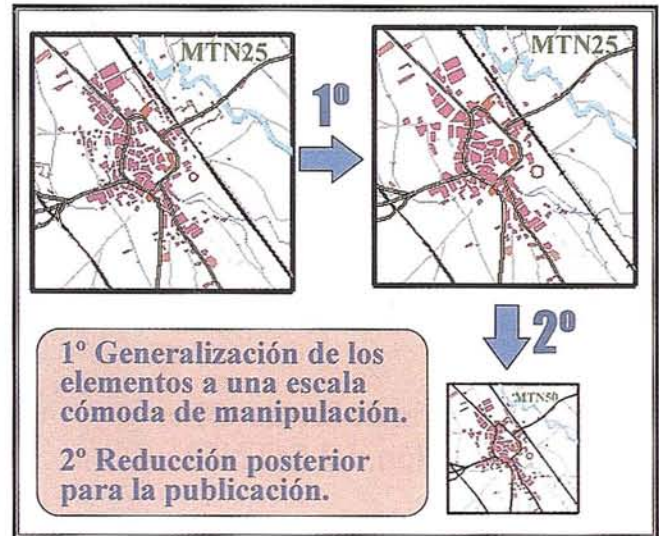 MTN25
1º
MTN25
2º
MTN50
1º Generalización de los
elementos a una escala
cómoda de manipulación.
2º Reducción posterior
para la publicación.